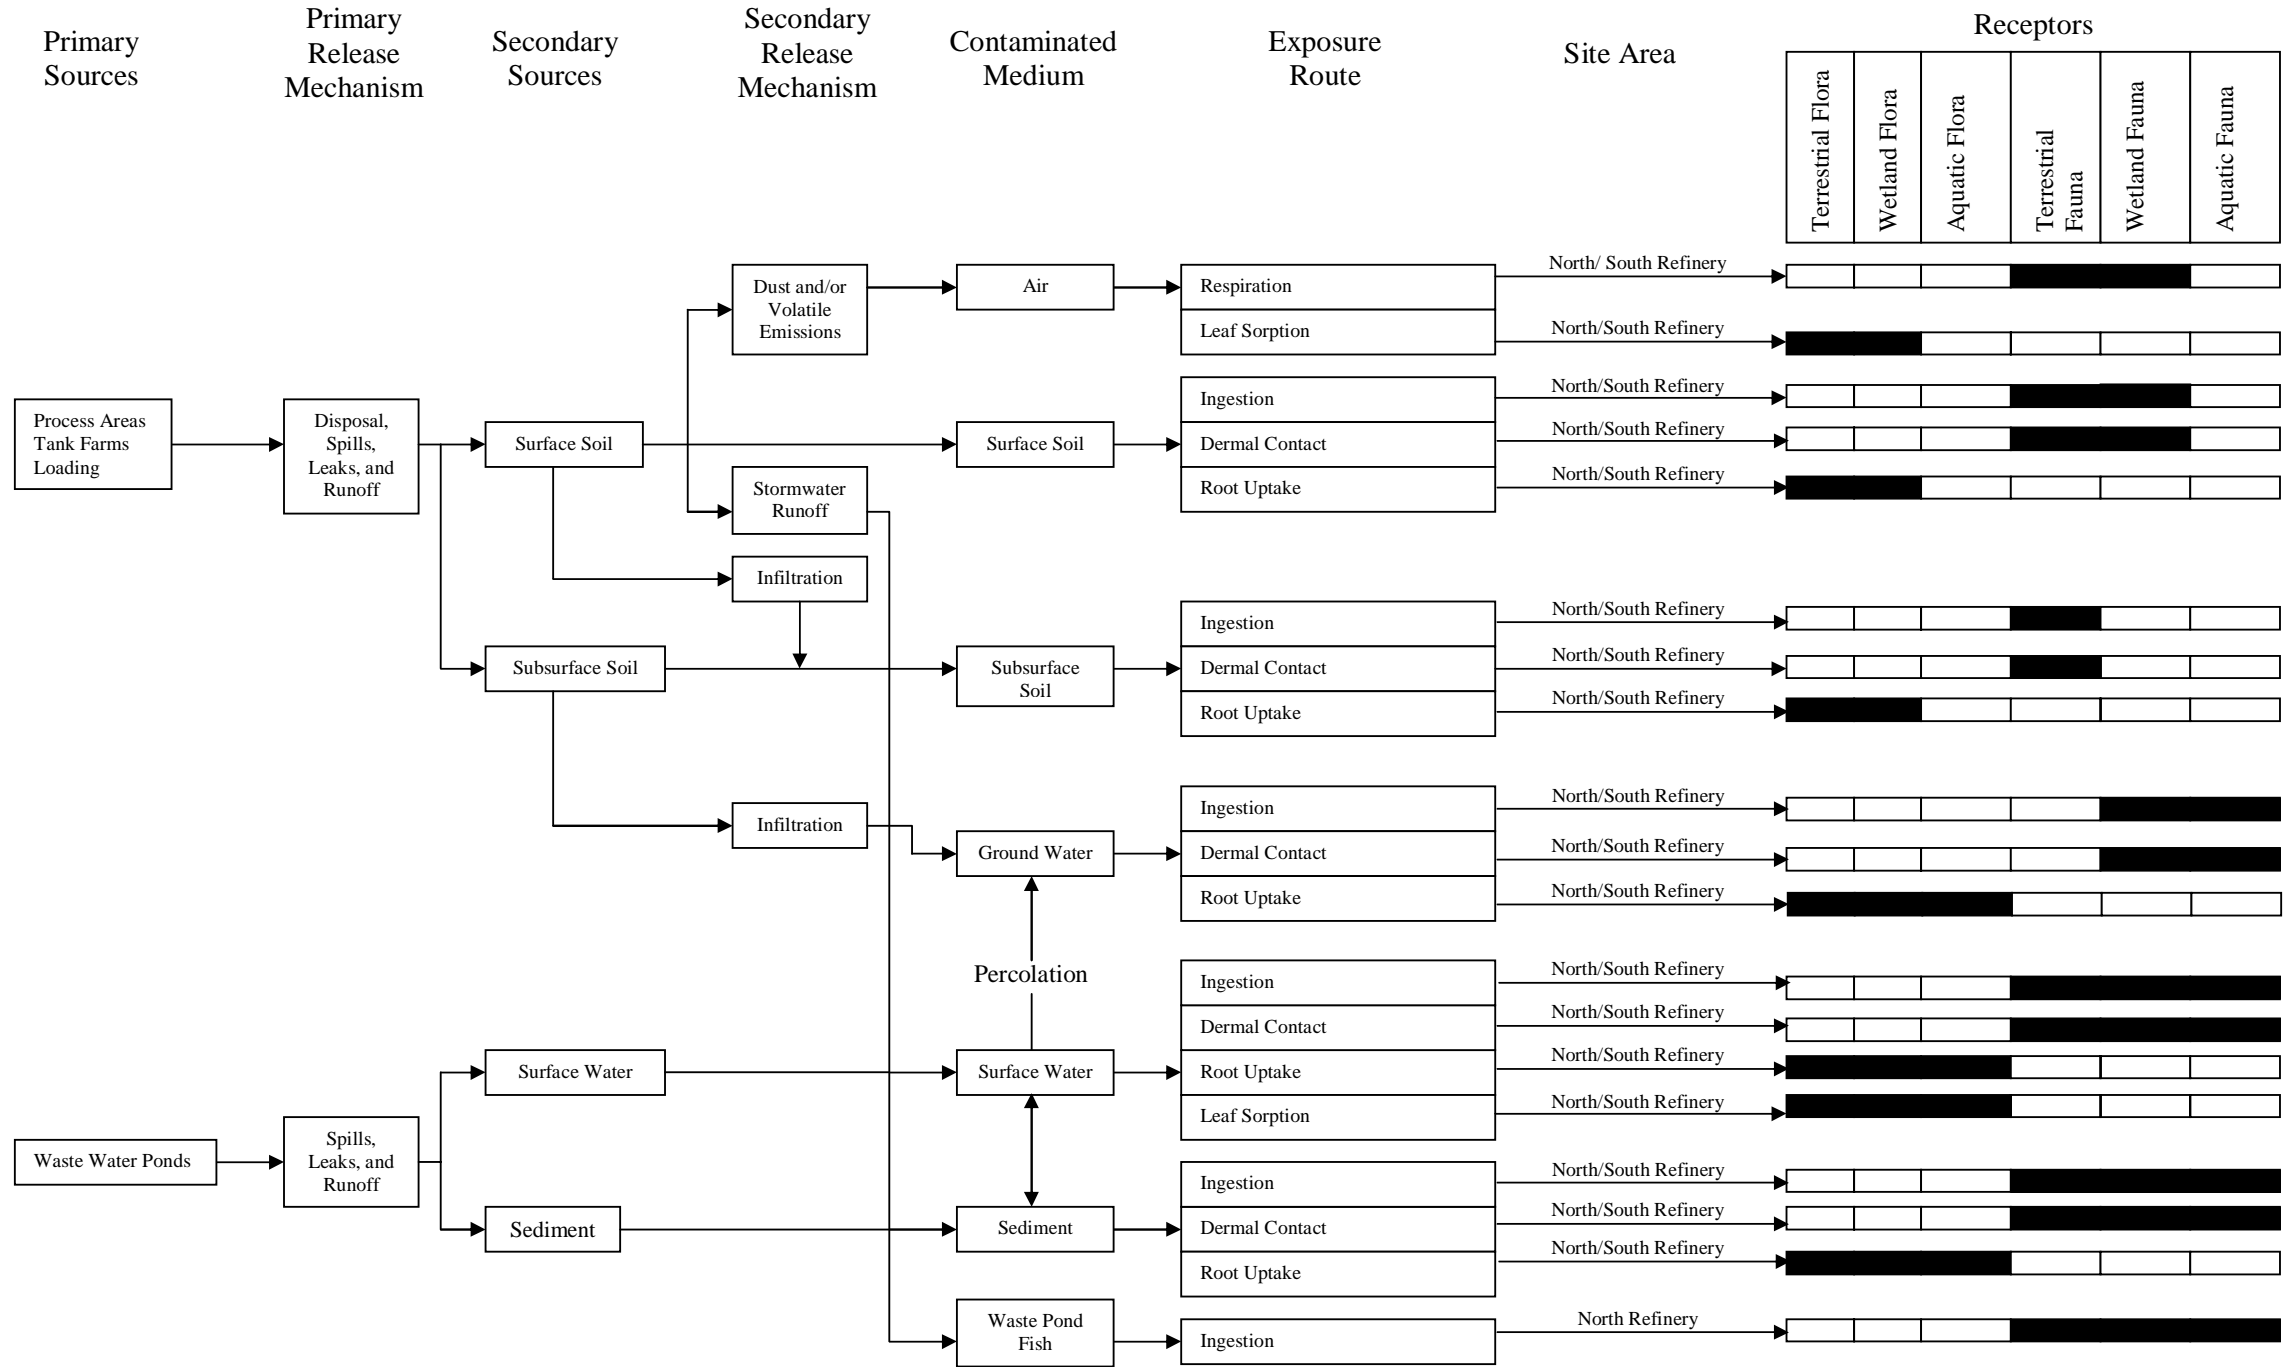 Primary
Sources
Primary
Release
Mechanism
Secondary
Sources
Secondary
Release
Mechanism
Contaminated
Medium
Exposure
Route
Site Area
Receptors
Terrestrial Flora
Wetland Flora
Aquatic Flora
Terrestrial
Fauna
Wetland Fauna
Aquatic Fauna
Dust and/or
Volatile
Emissions
Air
Respiration
North/ South Refinery
Leaf Sorption
North/South Refinery
Process Areas
Tank Farms
Loading
Disposal,
Spills,
Leaks, and
Runoff
Surface Soil
Surface Soil
Ingestion
North/South Refinery
Dermal Contact
North/South Refinery
Root Uptake
North/South Refinery
Stormwater
Runoff
Infiltration
Subsurface Soil
Subsurface
Soil
Ingestion
North/South Refinery
Dermal Contact
North/South Refinery
Root Uptake
North/South Refinery
Infiltration
Ground Water
Ingestion
North/South Refinery
Dermal Contact
North/South Refinery
Root Uptake
North/South Refinery
Percolation
Surface Water
Surface Water
Ingestion
North/South Refinery
Dermal Contact
North/South Refinery
Root Uptake
North/South Refinery
Leaf Sorption
North/South Refinery
Waste Water Ponds
Spills,
Leaks, and
Runoff
Sediment
Sediment
Ingestion
North/South Refinery
Dermal Contact
North/South Refinery
Root Uptake
North/South Refinery
Waste Pond
Fish
Ingestion
North Refinery